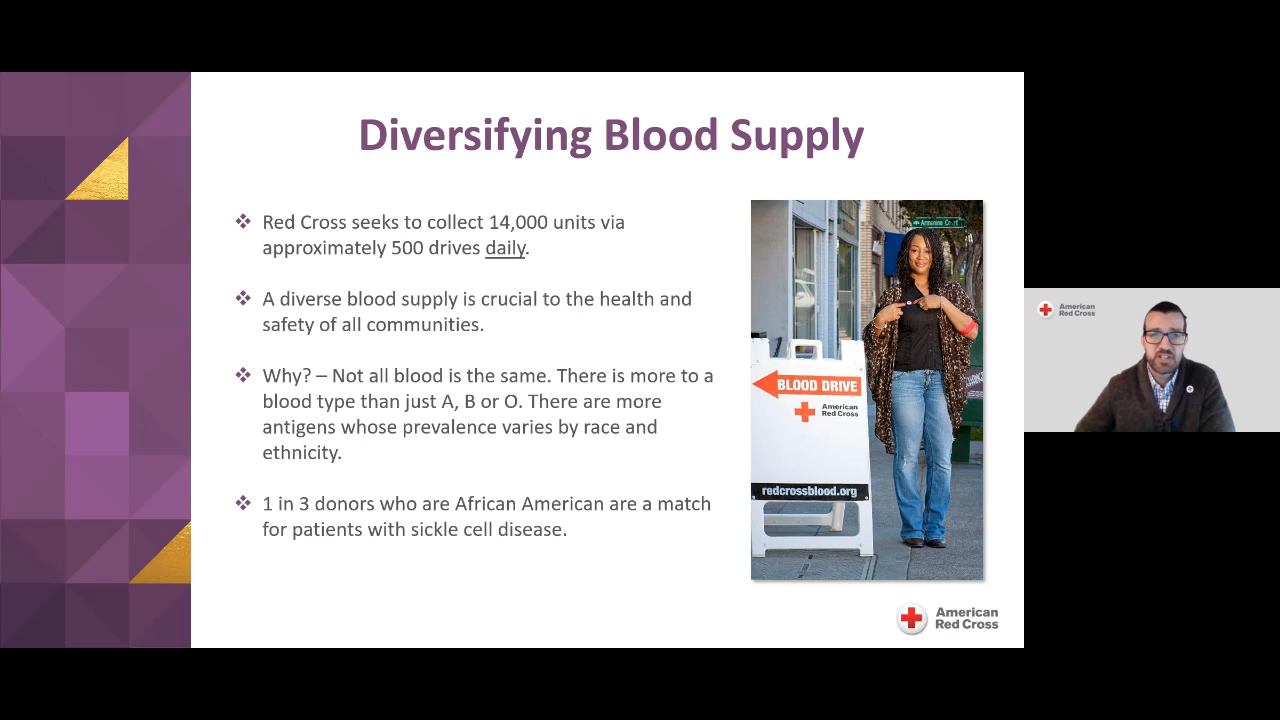 Diversifying Blood Supply
❖ Red Cross seeks to collect 14,000 units via
approximately 500 drives daily.
❖ A diverse blood supply is crucial to the health and
safety of all communities.
❖ Why? – Not all blood is the same. There is more to a
blood type than just A, B or O. There are more
antigens whose prevalence varies by race and
ethnicity.
❖ 1 in 3 donors who are African American are a match
for patients with sickle cell disease.
BLOOD DRIVE
American
Red Cross
redcrossblood.org
American
Red Cross
American
Red Cross